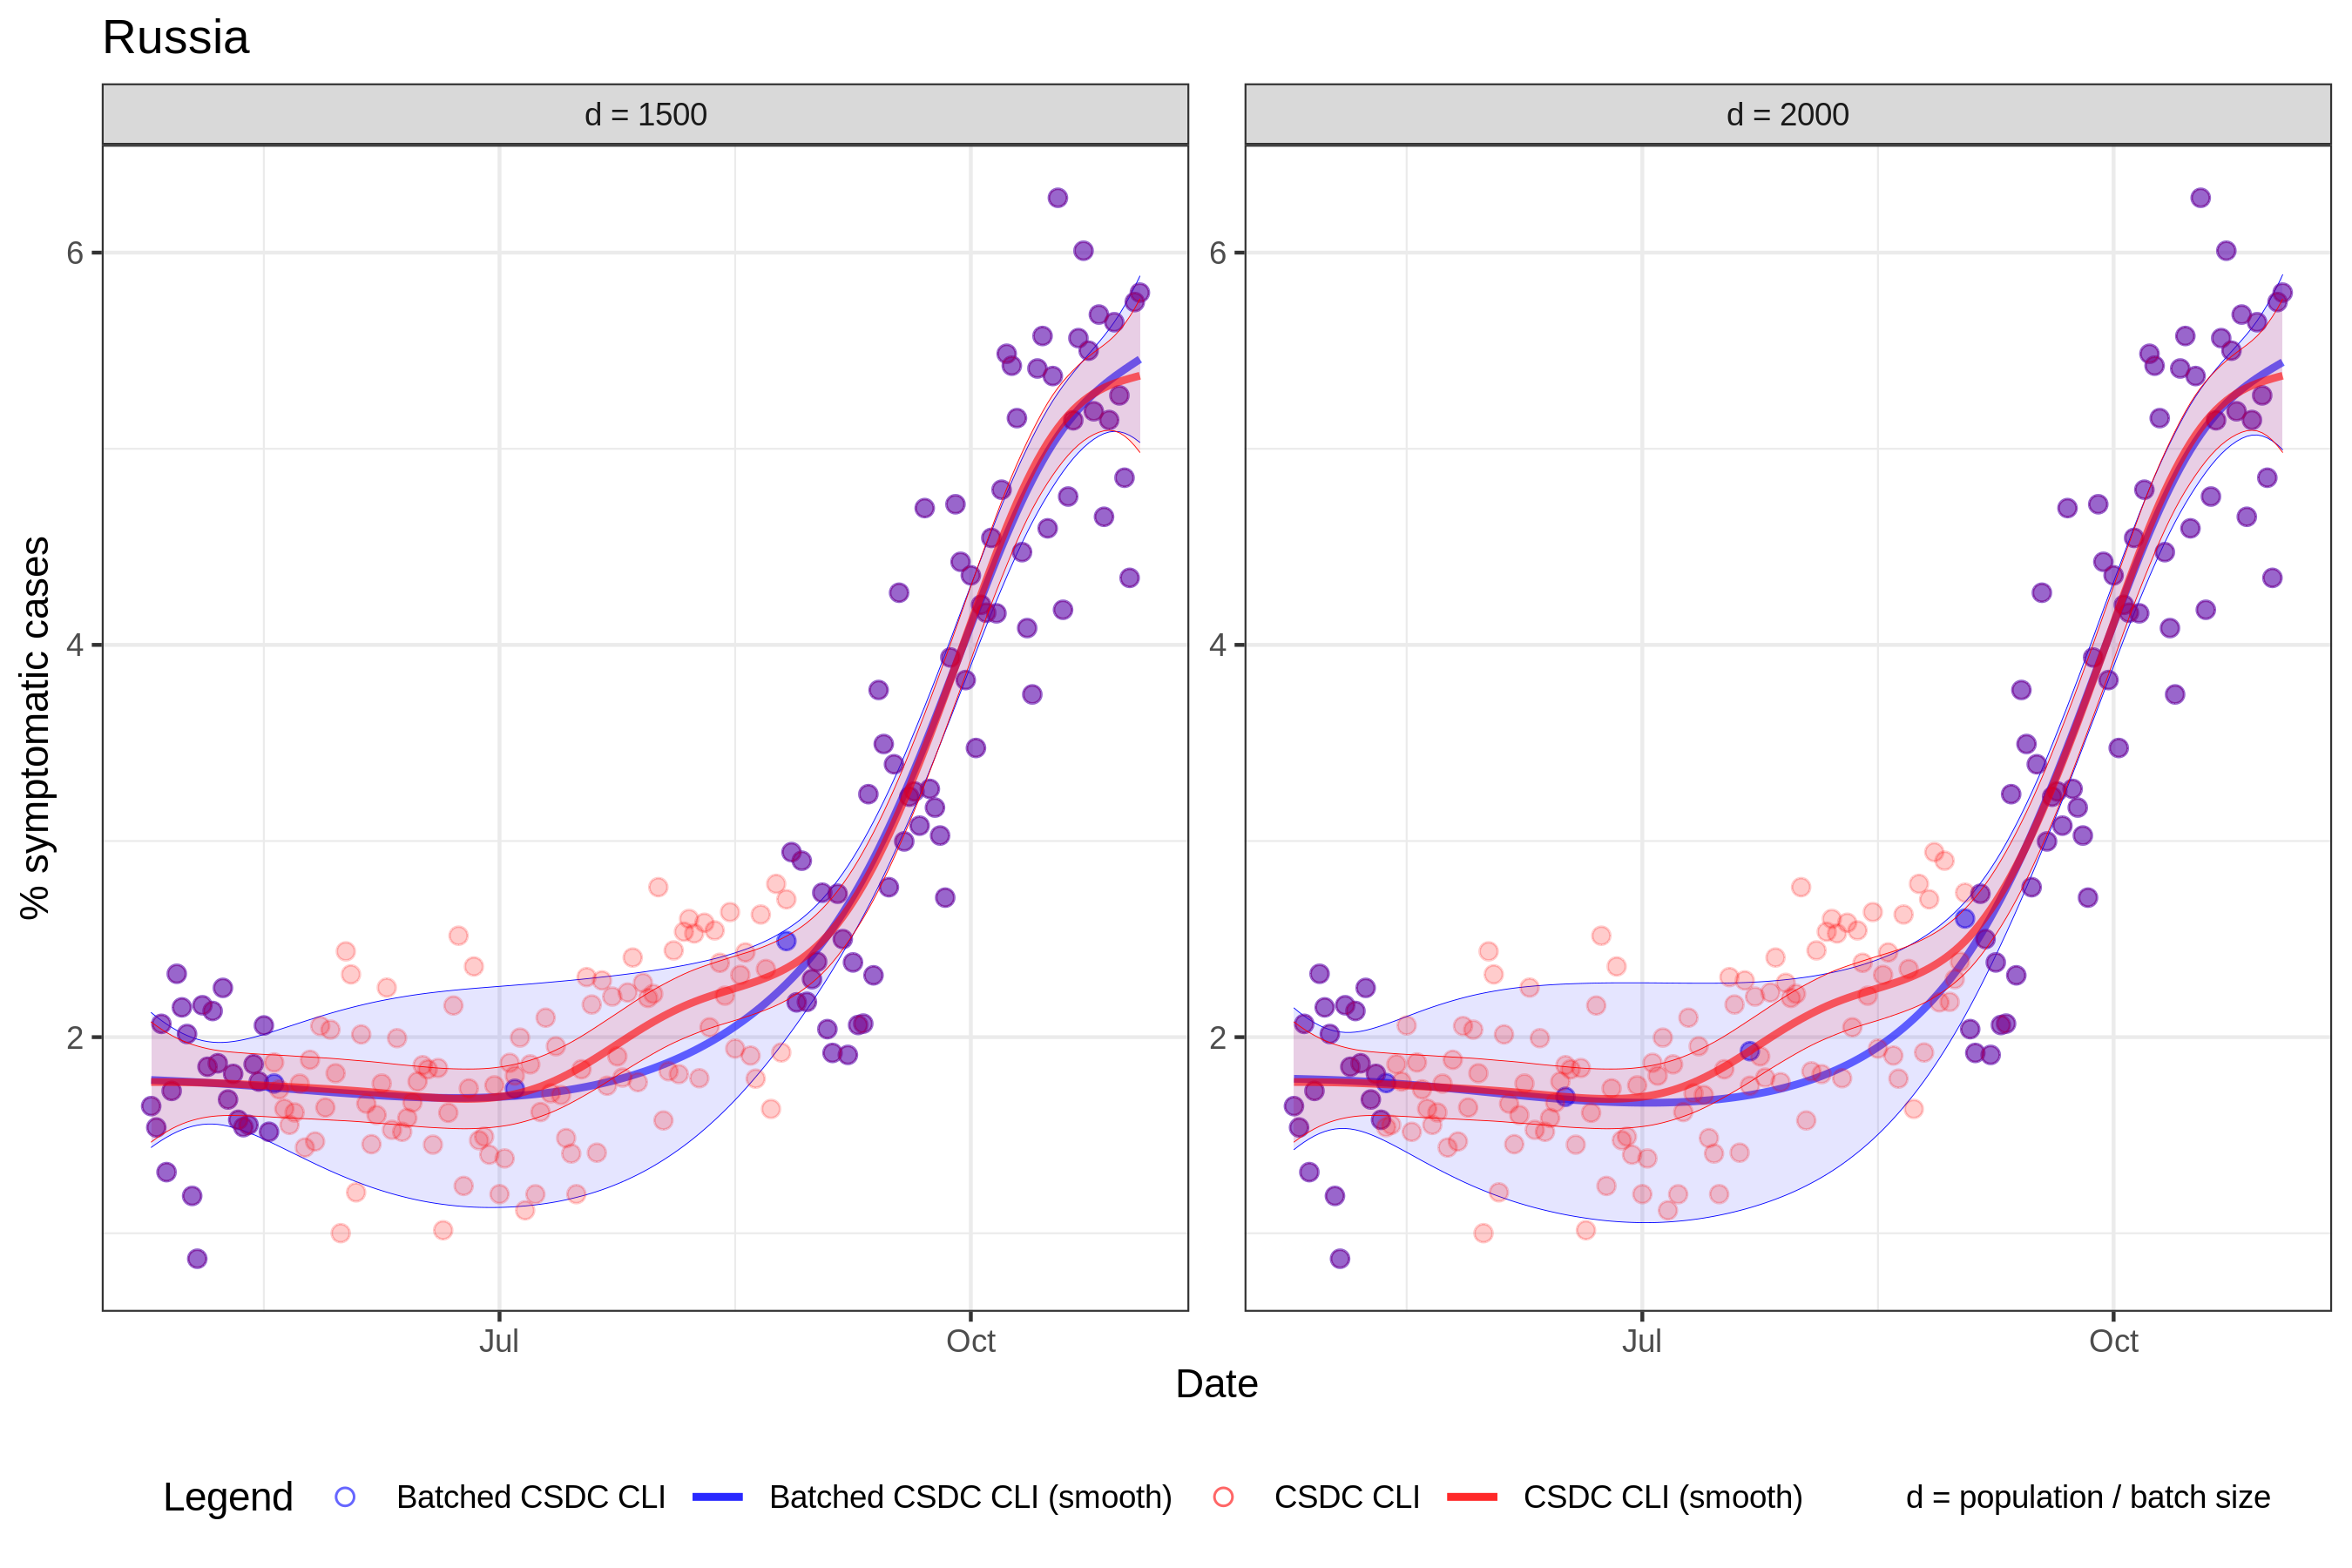 Russia
d = 1500
d = 2000
% symptomatic cases
6
4
2
6
4
2
Jul
Oct
Jul
Oct
Date
Legend
Batched CSDC CLI
Batched CSDC CLI (smooth)
CSDC CLI
CSDC CLI (smooth)
d = population / batch size